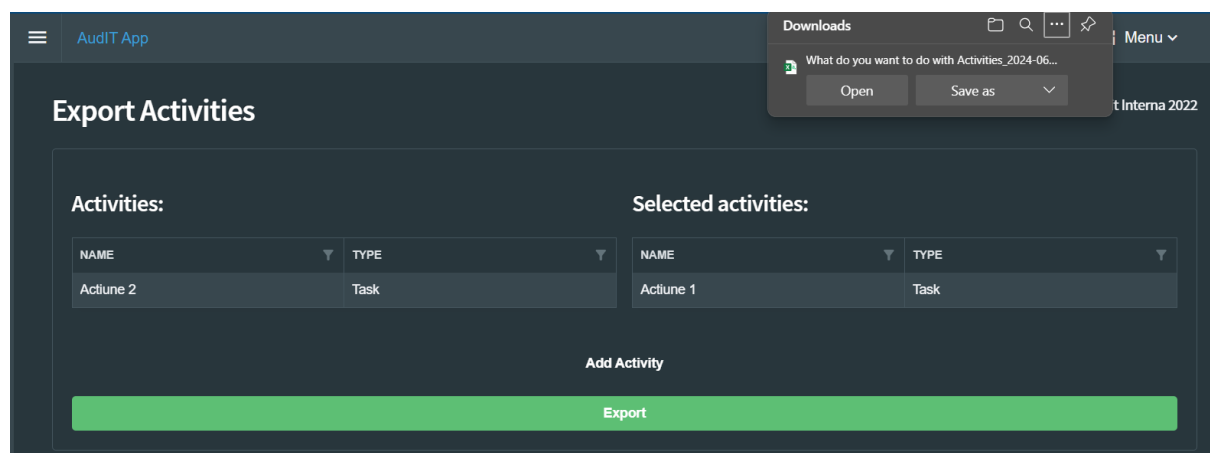 AudIT App
Downloads
Menu
What do you want to do with Activities_2024-06...
Open
Save as
Export Activities
t Interna 2022
Activities:
Selected activities:
NAME TYPE
NAME TYPE
Actiune 2 Task
Actiune 1 Task
Add Activity
Export